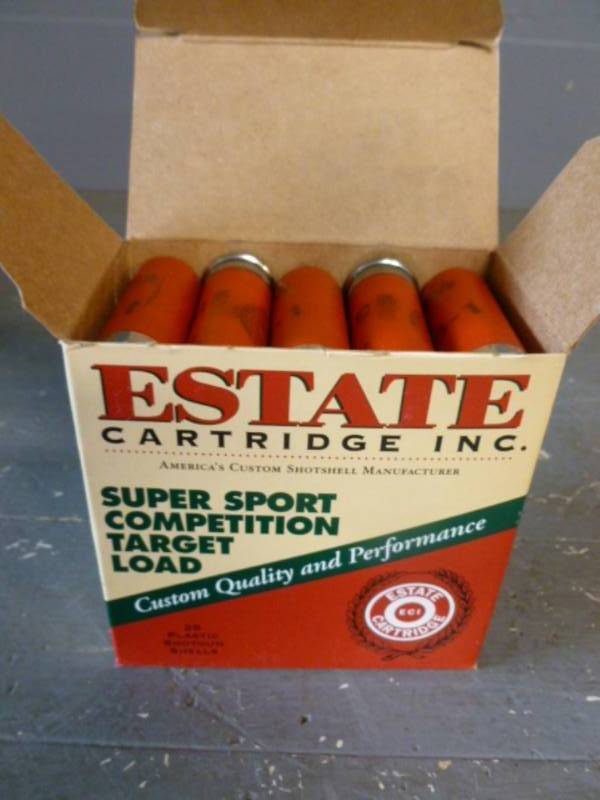 ESTATE
CARTRIDGE INC.
AMERICA'S CUSTOM SHOTSHELL MANUFACTURER
SUPER SPORT
COMPETITION
TARGET
LOAD
Custom Quality and Performance
25
PLASTIC
SHOTGUN
SHELLS
ESTATE
ECI
CARTRIDGE